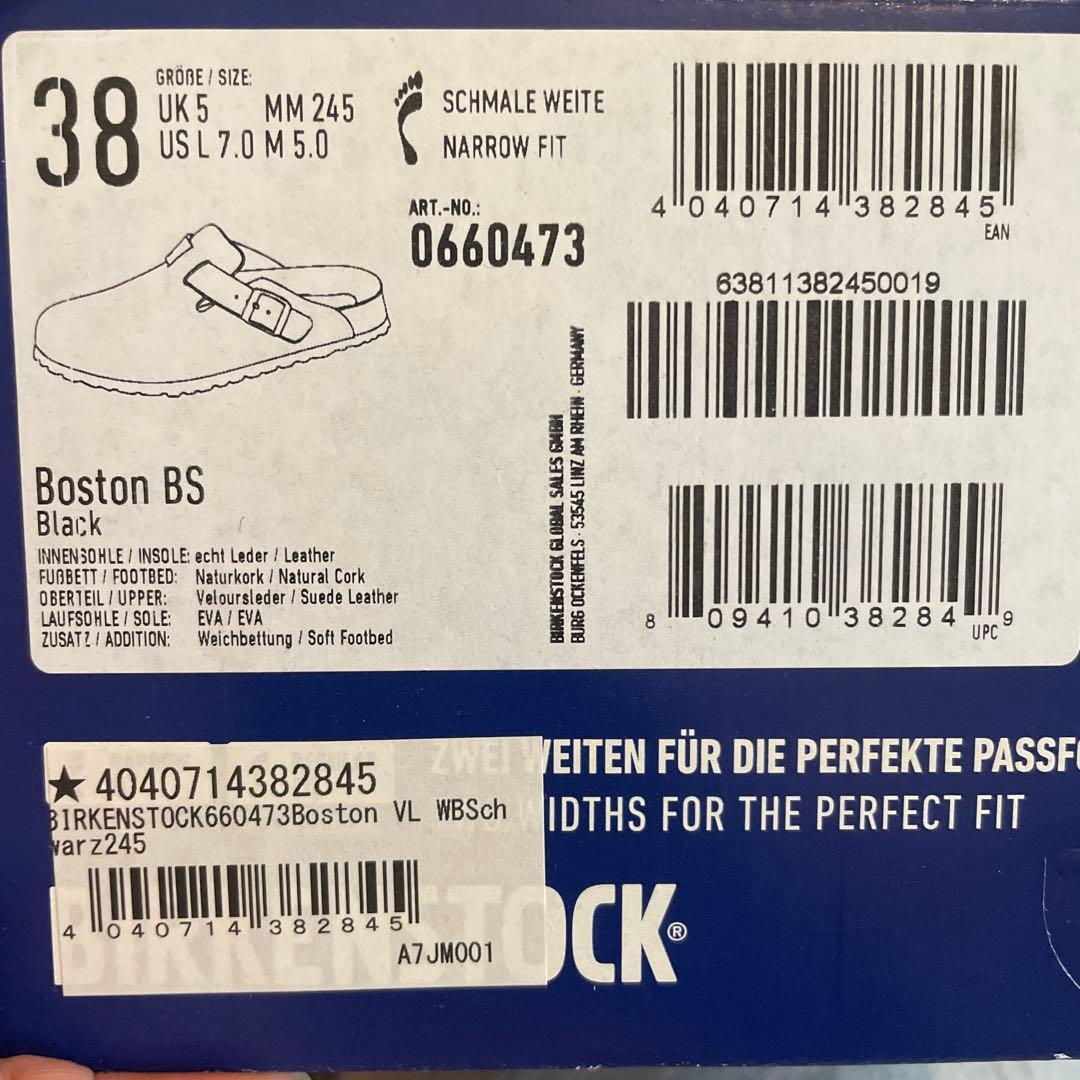 38
GRÖßE / SIZE:
UK 5 MM 245
US L 7.0 M 5.0
SCHMALE WEITE
NARROW FIT
ART.-NO.:
0660473
4 040714 382845
EAN
63811382450019
BIRKENSTOCK GLOBAL SALES GMBH
BURG OCKENFELS · 53545 LINZ AM RHEIN · GERMANY
Boston BS
Black
INNENSOHLE / INSOLE: echt Leder / Leather
FUßBETT / FOOTBED: Naturkork / Natural Cork
OBERTEIL / UPPER: Veloursleder / Suede Leather
LAUFSOHLE / SOLE: EVA / EVA
ZUSATZ / ADDITION: Weichbettung / Soft Footbed
8 09410 38284 9
UPC
ZWEI WEITEN FÜR DIE PERFEKTE PASSF
WIDTHS FOR THE PERFECT FIT
★4040714382845
BIRKENSTOCK660473Boston VL WBSch
warz245
4 040714 382845
A7JM001
BIRKENSTOCK®